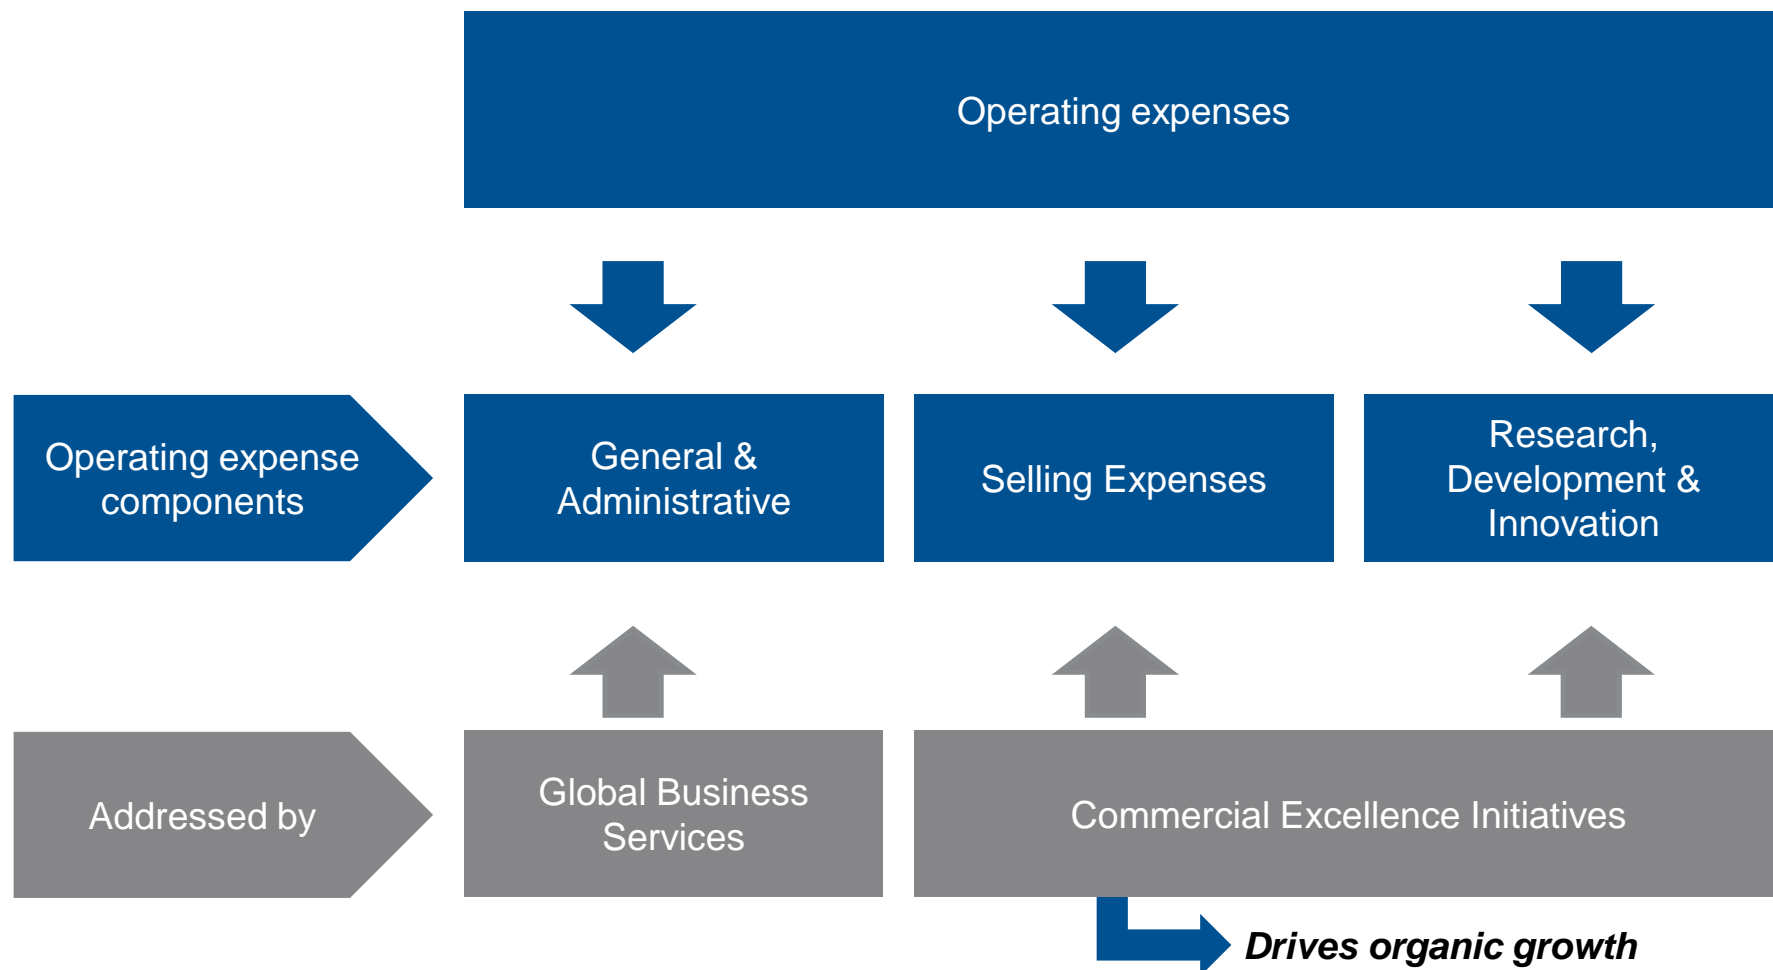 Operating expenses
Operating expense
components
General &
Administrative
Selling Expenses
Research,
Development &
Innovation
Addressed by
Global Business
Services
Commercial Excellence Initiatives
Drives organic growth